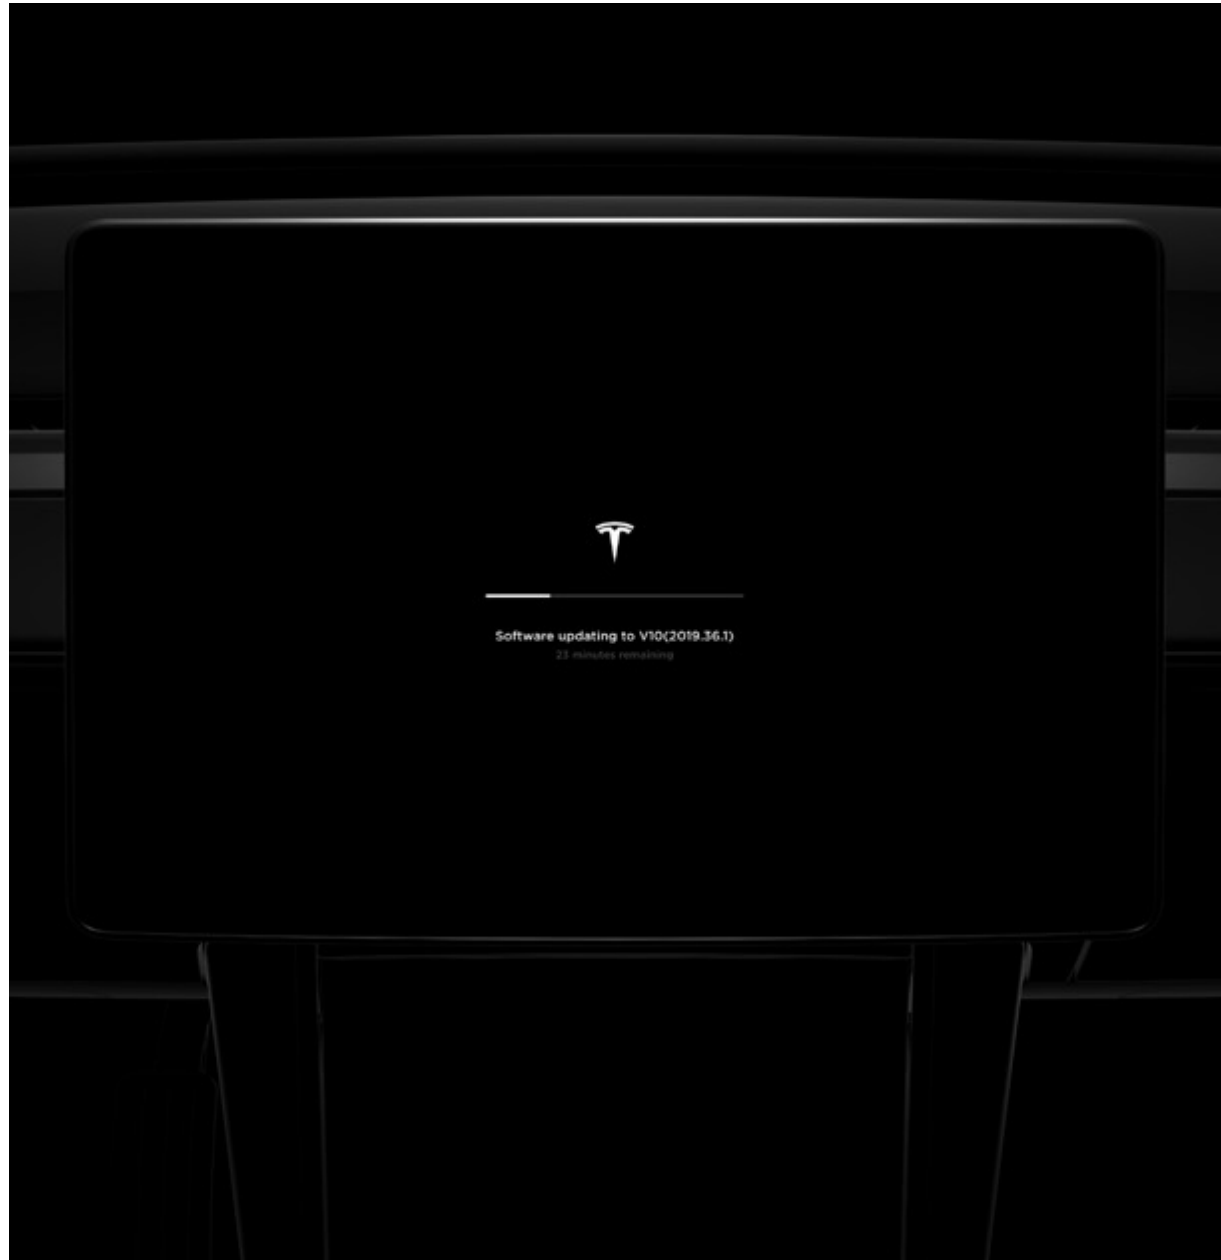 Software updating to V10(2019.36.1)
23 minutes remaining